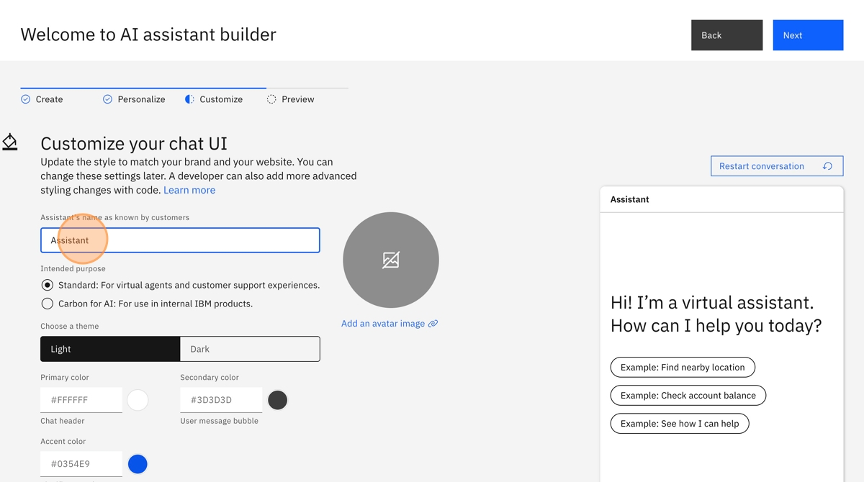 Welcome to AI assistant builder
Back
Next
Create
Personalize
Customize
Preview
Customize your chat UI
Update the style to match your brand and your website. You can
change these settings later. A developer can also add more advanced
styling changes with code. Learn more
Restart conversation
Assistant
Assistant's name as known by customers
Assistant
Intended purpose
Standard: For virtual agents and customer support experiences.
Carbon for AI: For use in internal IBM products.
Add an avatar image
Choose a theme
Light
Dark
Primary color
Secondary color
#FFFFFF
#3D3D3D
Chat header
User message bubble
Accent color
#0354E9
Hi! I'm a virtual assistant.
How can I help you today?
Example: Find nearby location
Example: Check account balance
Example: See how I can help